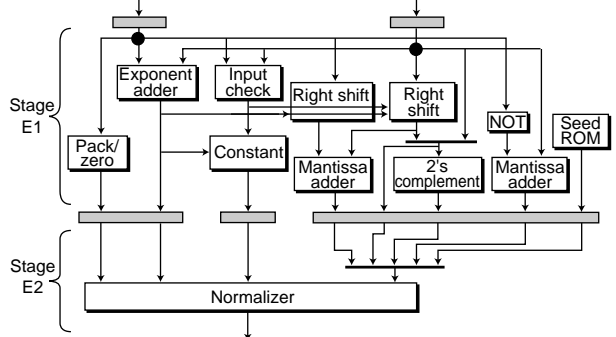 Stage
E1
Exponent
adder
Input
check
Right shift
Right
shift
NOT
Seed
ROM
Pack/
zero
Constant
Mantissa
adder
2's
complement
Mantissa
adder
Stage
E2
Normalizer